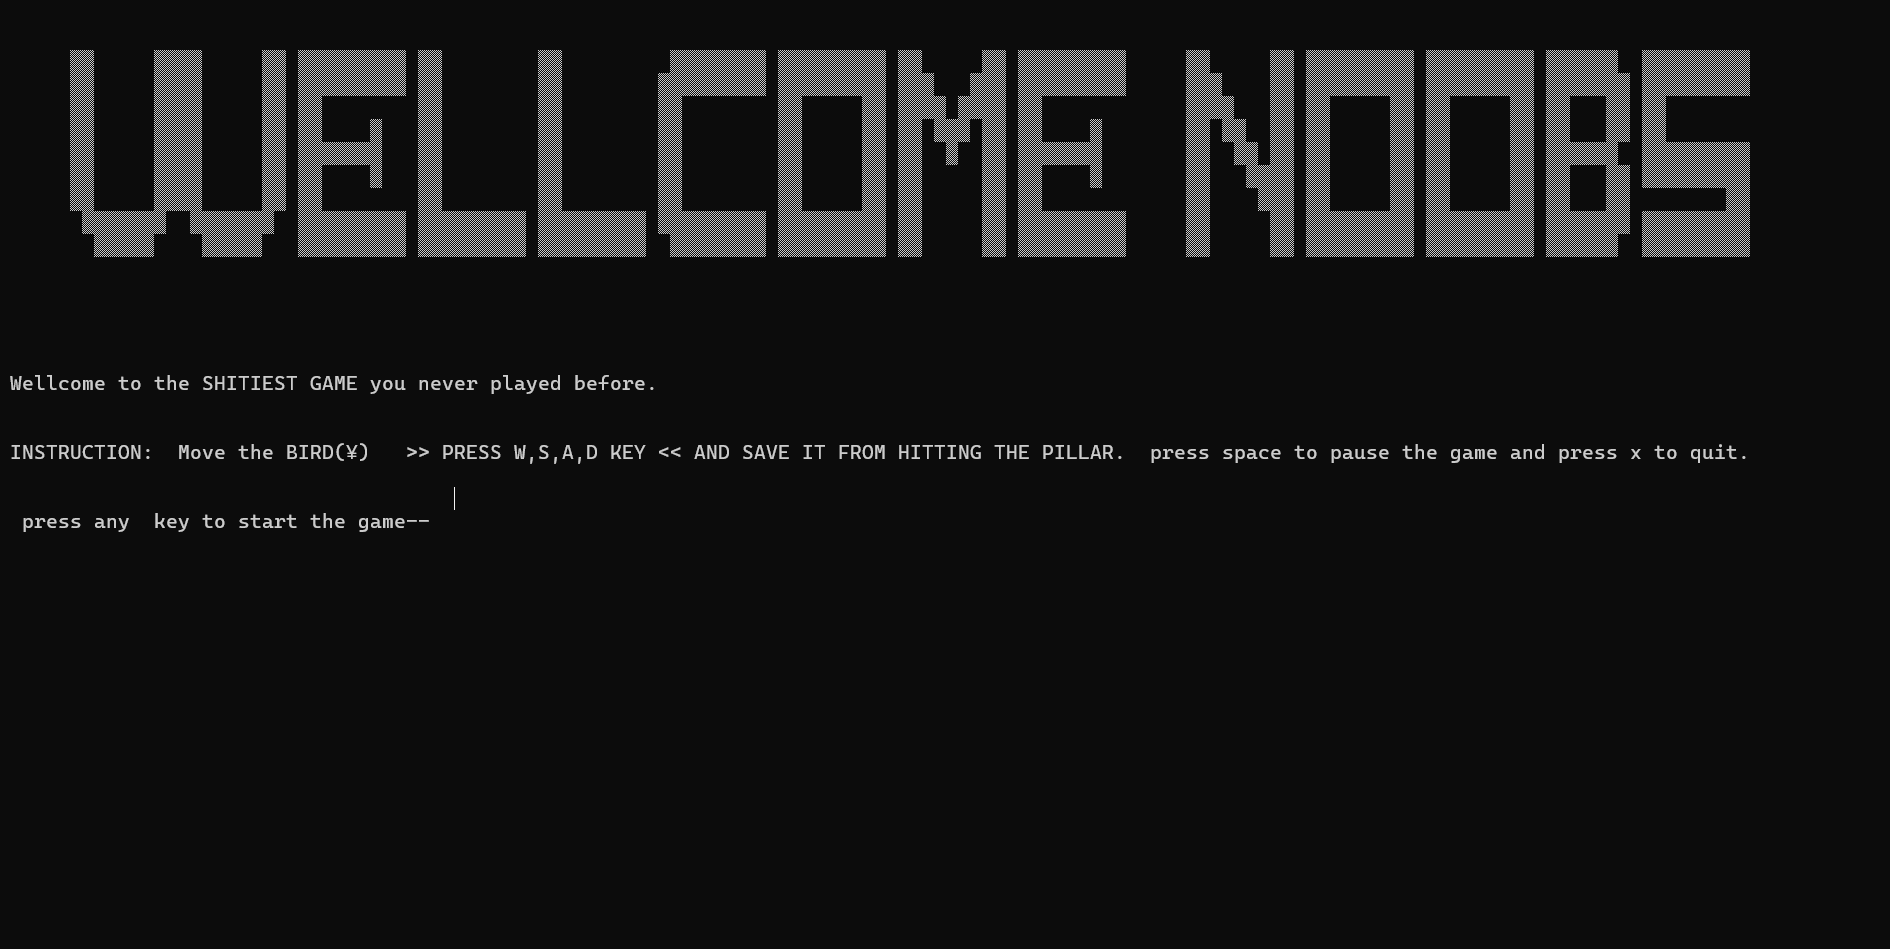 WELLCOME NOOBS
Wellcome to the SHITIEST GAME you never played before.
INSTRUCTION:  Move the BIRD(¥)   >> PRESS W,S,A,D KEY << AND SAVE IT FROM HITTING THE PILLAR.  press space to pause the game and press x to quit.
press any  key to start the game--